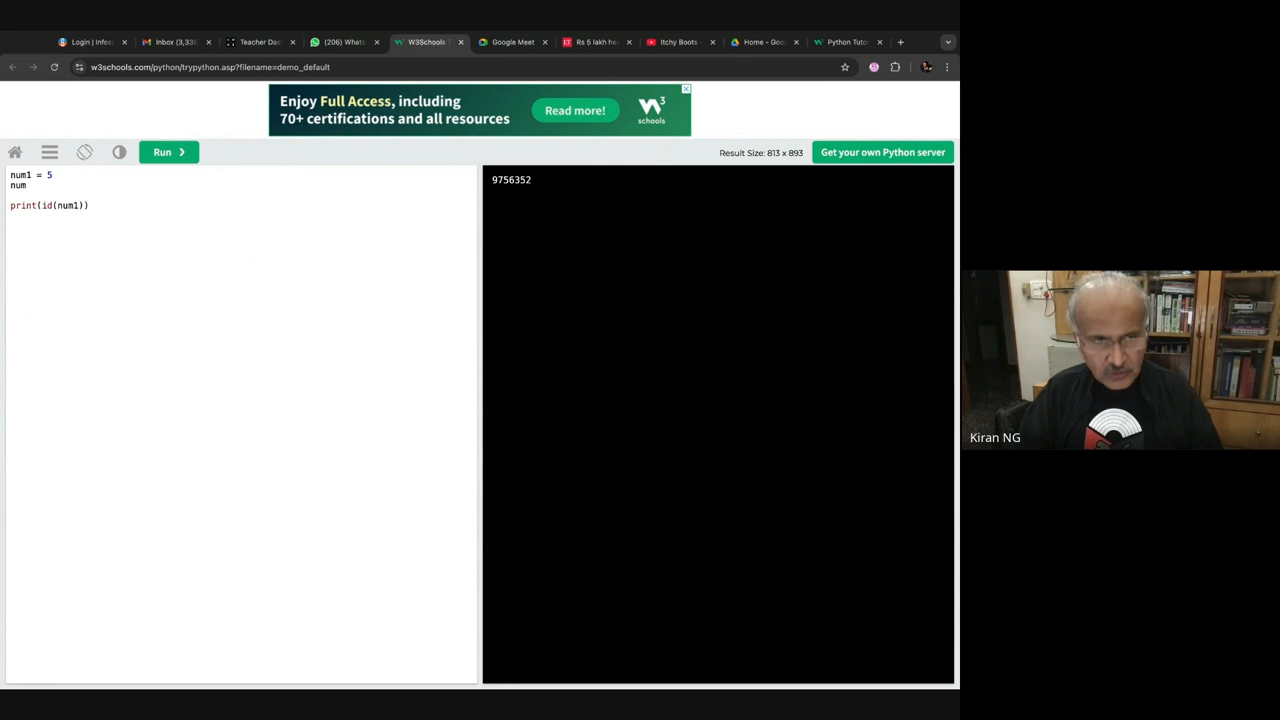 Login | Infos
Inbox (3,335
Teacher Das
(206) Whats
W3Schools T
Google Meet
Rs 5 lakh he
Itchy Boots -
Home - Goo
Python Tuto
w3schools.com/python/trypython.asp?filename=demo_default
Enjoy Full Access, including
70+ certifications and all resources
Read more!
w3
schools
Run ❯
Result Size: 813 x 893
Get your own Python server
num1 = 5
num
print(id(num1))
9756352
Kiran NG